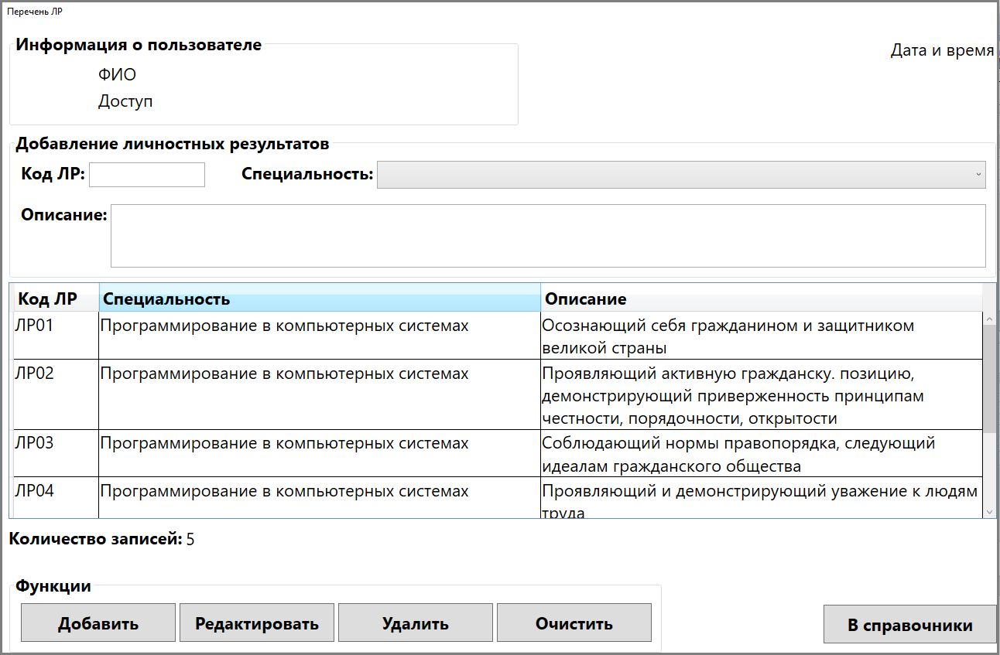 Перечень ЛР
Информация о пользователе
Дата и время
ФИО
Доступ
Добавление личностных результатов
Код ЛР: Специальность:
Описание:
Код ЛР Специальность Описание
ЛР01 Программирование в компьютерных системах Осознающий себя гражданином и защитником
великой страны
ЛР02 Программирование в компьютерных системах Проявляющий активную гражданску. позицию,
демонстрирующий приверженность принципам
честности, порядочности, открытости
ЛР03 Программирование в компьютерных системах Соблюдающий нормы правопорядка, следующий
идеалам гражданского общества
ЛР04 Программирование в компьютерных системах Проявляющий и демонстрирующий уважение к людям
труда
Количество записей: 5
Функции
Добавить Редактировать Удалить Очистить В справочники